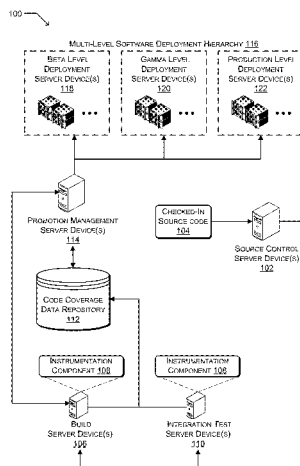 100
MULTI-LEVEL SOFTWARE DEPLOYMENT HIERARCHY 116
BETA LEVEL
DEPLOYMENT
SERVER DEVICE(S)
118
GAMMA LEVEL
DEPLOYMENT
SERVER DEVICE(S)
120
PRODUCTION LEVEL
DEPLOYMENT
SERVER DEVICE(S)
122
PROMOTION MANAGEMENT
SERVER DEVICE(S)
114
CHECKED-IN
SOURCE CODE
104
SOURCE CONTROL
SERVER DEVICE(S)
102
CODE COVERAGE
DATA REPOSITORY
112
INSTRUMENTATION
COMPONENT 108
INSTRUMENTATION
COMPONENT 108
BUILD
SERVER DEVICE(S)
106
INTEGRATION TEST
SERVER DEVICE(S)
110